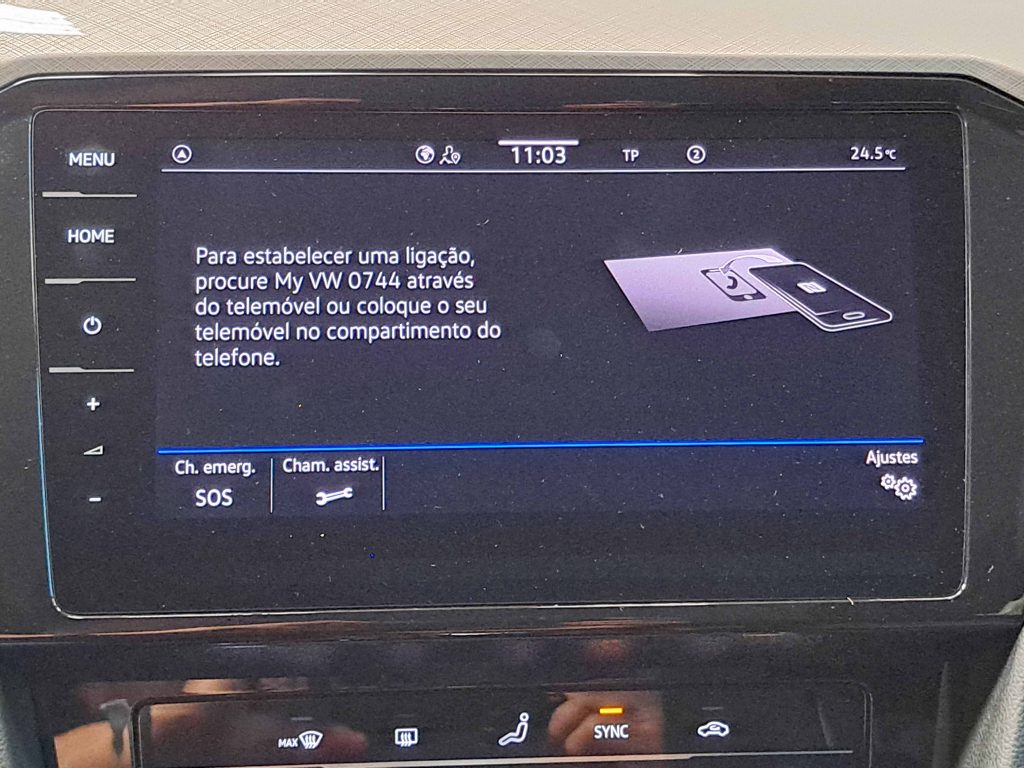 MENU
11:03 TP 2 24.5°C
HOME
Para estabelecer uma ligação,
procure My VW 0744 através
do telemóvel ou coloque o seu
telemóvel no compartimento do
telefone.
+
-
Ch. emerg. Cham. assist. Ajustes
SOS
MAX SYNC